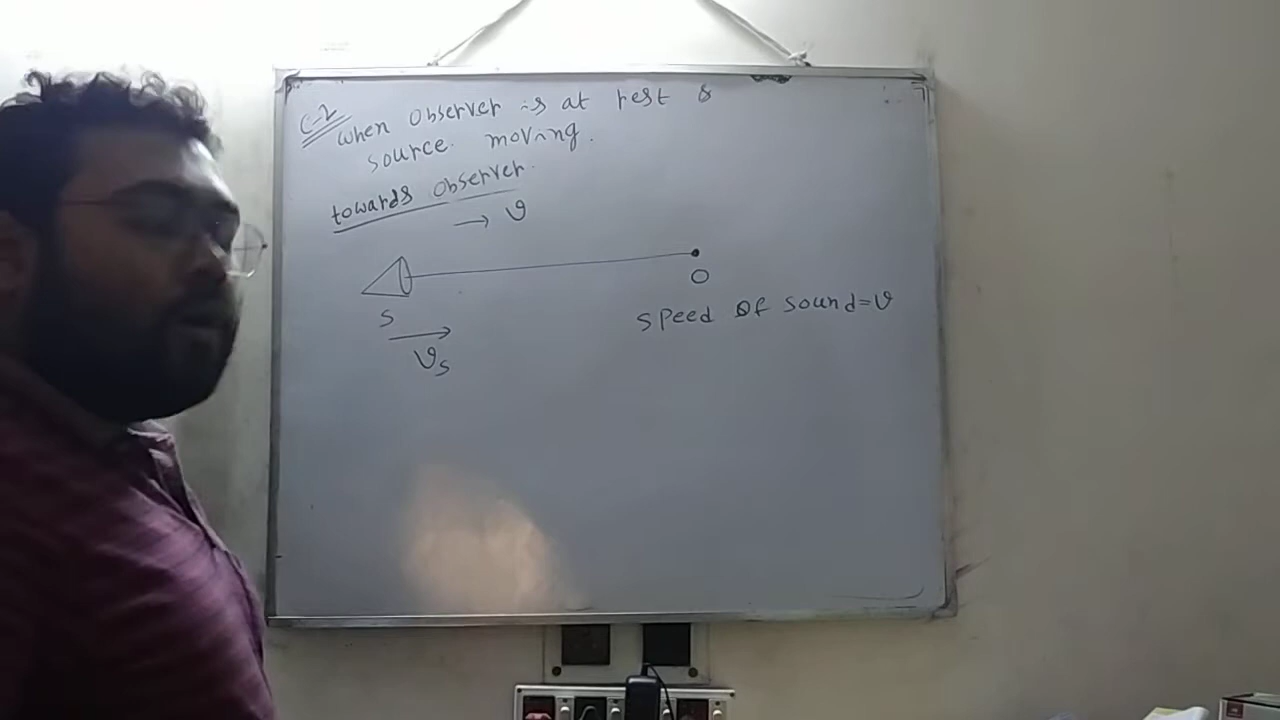 C-2
when observer is at rest &
source moving.
towards observer.
→ v
O
S
speed of sound=v
→
vs